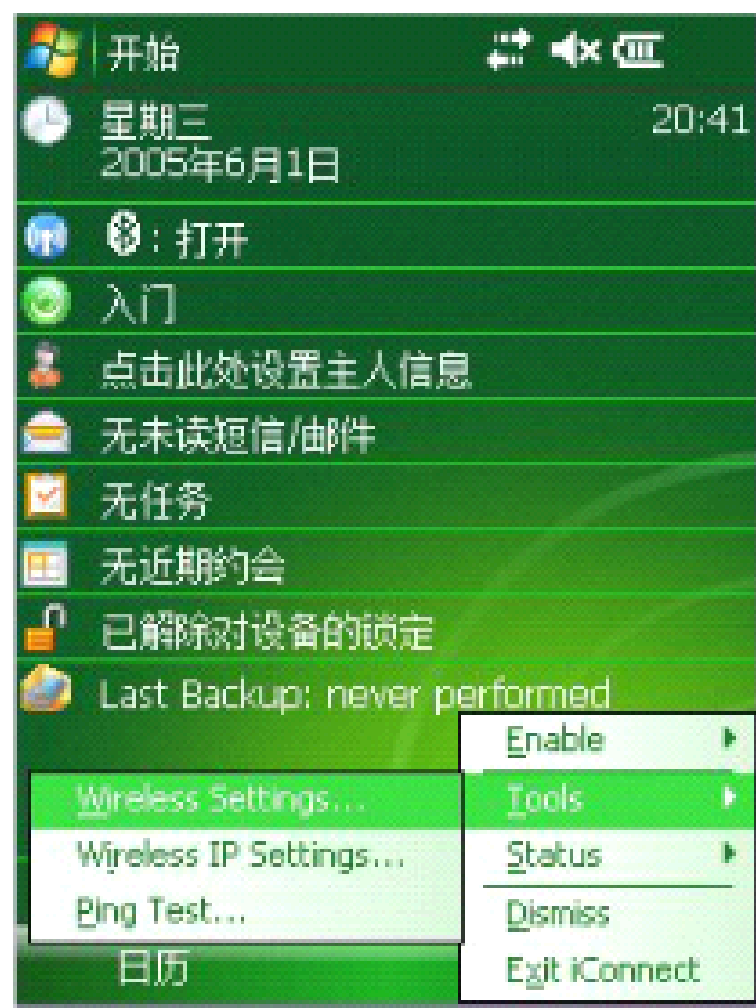 开始
星期三 20:41
2005年6月1日
: 打开
入门
点击此处设置主人信息
无未读短信/邮件
无任务
无近期约会
已解除对设备的锁定
Last Backup: never performed
Enable
Wireless Settings... Tools
Wireless IP Settings... Status
Ping Test... Dismiss
日历 Exit iConnect